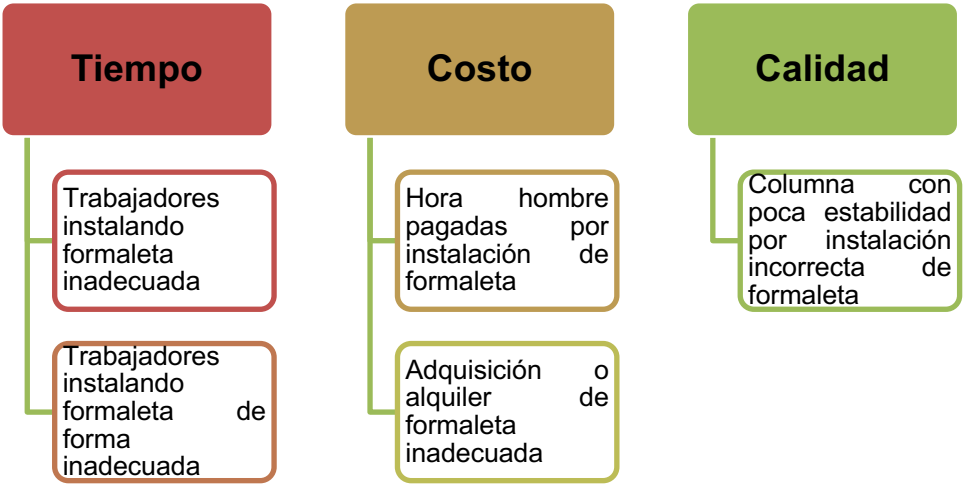 Tiempo
Trabajadores
instalando
formaleta
inadecuada
Trabajadores
instalando
formaleta de
forma
inadecuada
Costo
Hora hombre
pagadas por
instalación de
formaleta
Adquisición o
alquiler de
formaleta
inadecuada
Calidad
Columna con
poca estabilidad
por instalación
incorrecta de
formaleta